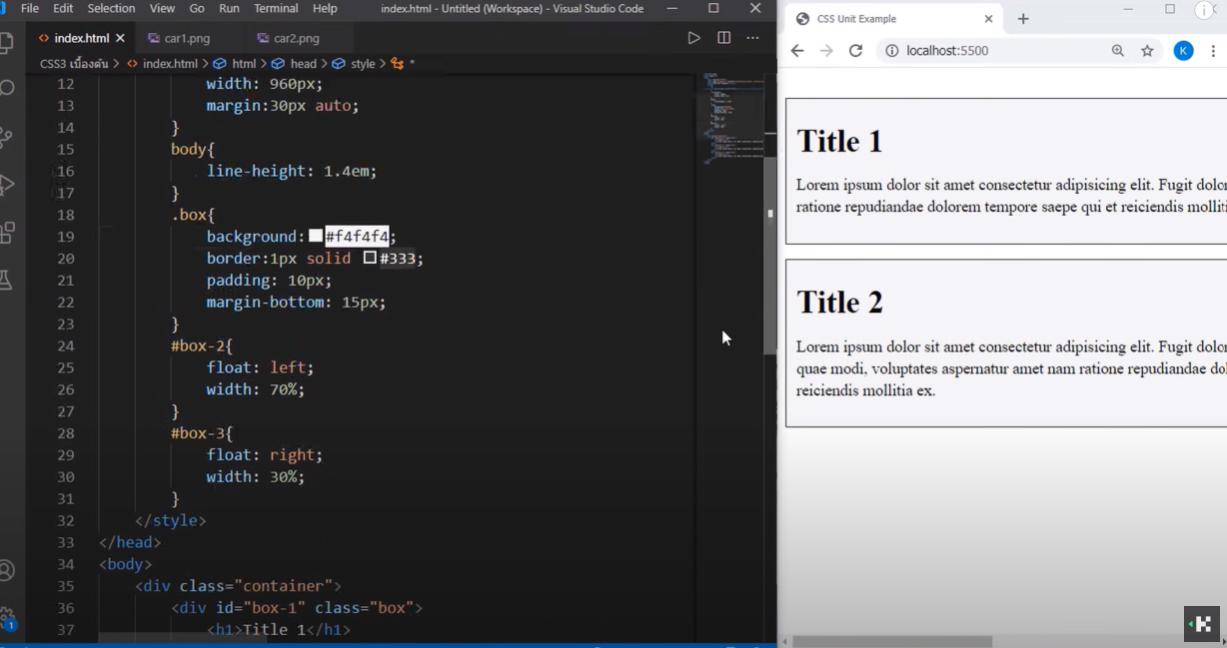 File Edit Selection View Go Run Terminal Help index.html - Untitled (Workspace) - Visual Studio Code
index.html car1.png car2.png
CSS3 เบื้องต้น > index.html > html > head > style > *
12 width: 960px;
13 margin:30px auto;
14 }
15 body{
16 line-height: 1.4em;
17 }
18 .box{
19 background: #f4f4f4;
20 border:1px solid #333;
21 padding: 10px;
22 margin-bottom: 15px;
23 }
24 #box-2{
25 float: left;
26 width: 70%;
27 }
28 #box-3{
29 float: right;
30 width: 30%;
31 }
32 </style>
33 </head>
34 <body>
35 <div class="container">
36 <div id="box-1" class="box">
37 <h1>Title 1</h1>
1
CSS Unit Example
localhost:5500
K
Title 1
Lorem ipsum dolor sit amet consectetur adipisicing elit. Fugit dolor
ratione repudiandae dolorem tempore saepe qui et reiciendis molliti
Title 2
Lorem ipsum dolor sit amet consectetur adipisicing elit. Fugit dolor
quae modi, voluptates aspernatur amet nam ratione repudiandae dol
reiciendis mollitia ex.
K